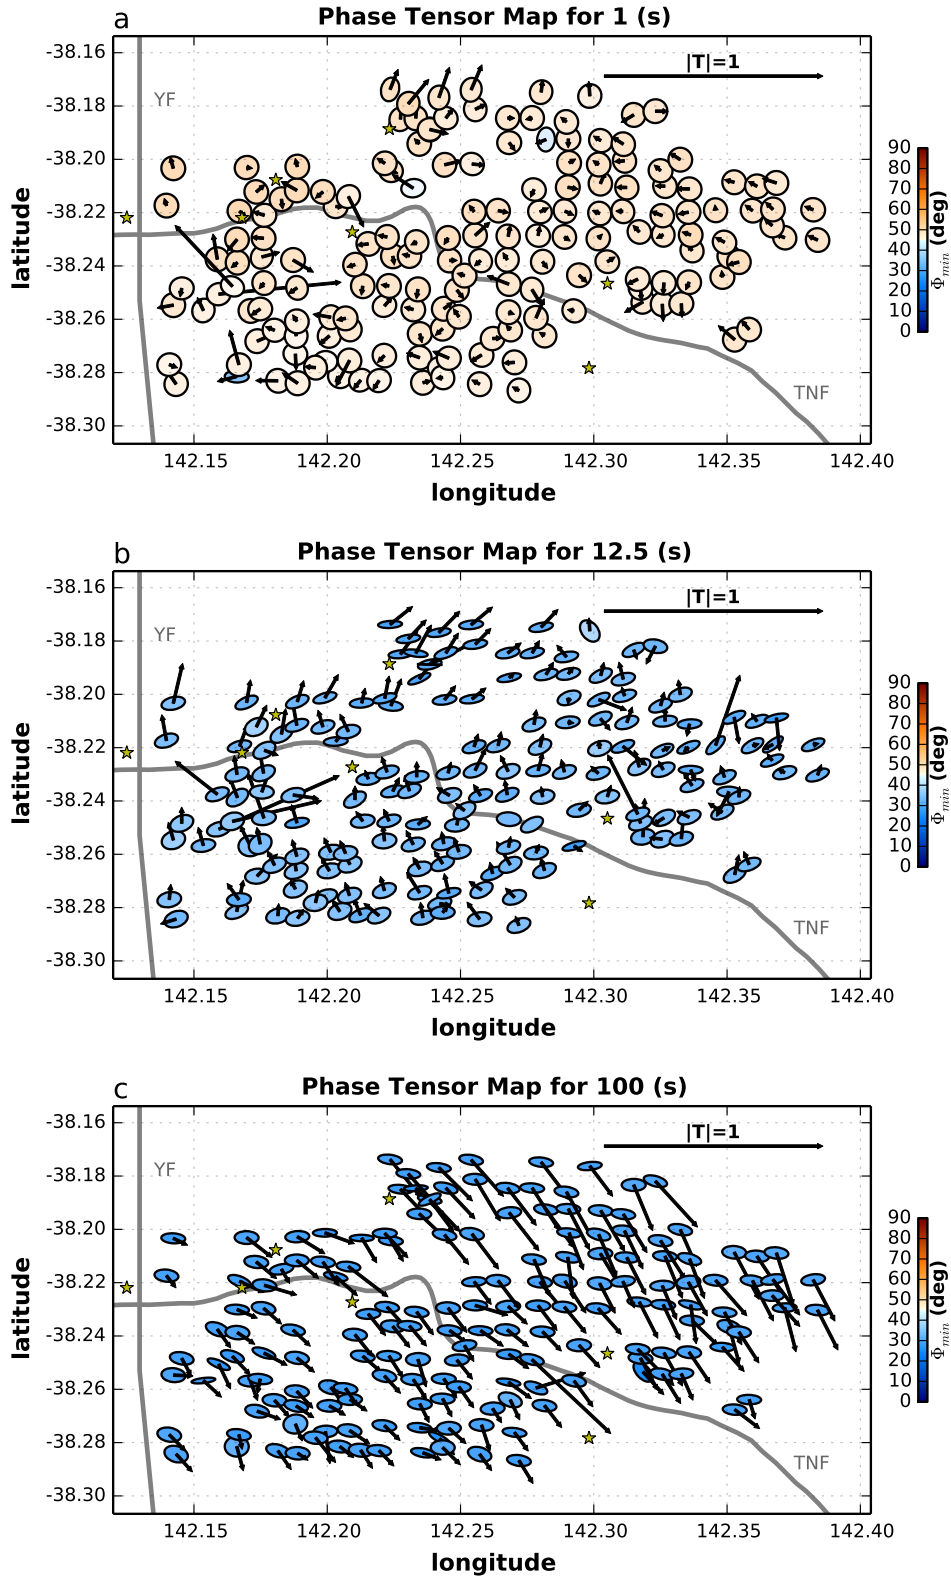 a
Phase Tensor Map for 1 (s)
-38.16
-38.18
-38.20
-38.22
-38.24
-38.26
-38.28
-38.30
latitude
YF
|T|=1
TNF
142.15 142.20 142.25 142.30 142.35 142.40
longitude
90
80
70
60
50
40
30
20
10
0
Φmin (deg)
b
Phase Tensor Map for 12.5 (s)
-38.16
-38.18
-38.20
-38.22
-38.24
-38.26
-38.28
-38.30
latitude
YF
|T|=1
TNF
142.15 142.20 142.25 142.30 142.35 142.40
longitude
90
80
70
60
50
40
30
20
10
0
Φmin (deg)
c
Phase Tensor Map for 100 (s)
-38.16
-38.18
-38.20
-38.22
-38.24
-38.26
-38.28
-38.30
latitude
YF
|T|=1
TNF
142.15 142.20 142.25 142.30 142.35 142.40
longitude
90
80
70
60
50
40
30
20
10
0
Φmin (deg)